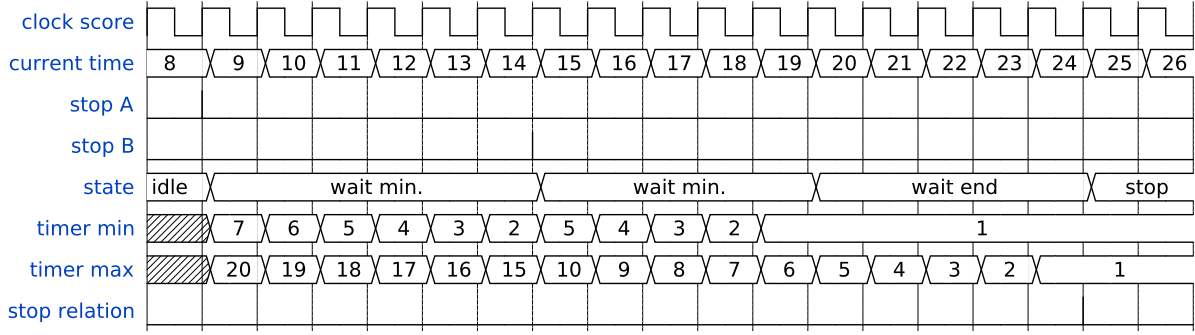 clock score
current time 8 9 10 11 12 13 14 15 16 17 18 19 20 21 22 23 24 25 26
stop A
stop B
state idle wait min. wait min. wait end stop
timer min 7 6 5 4 3 2 5 4 3 2 1
timer max 20 19 18 17 16 15 10 9 8 7 6 5 4 3 2 1
stop relation